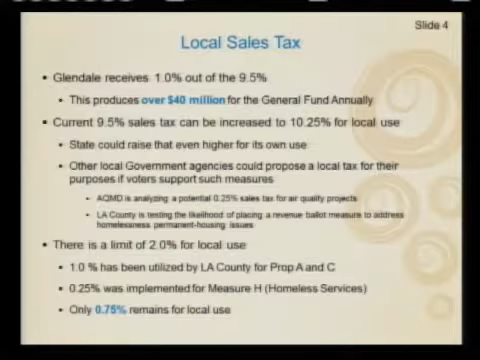 Slide 4
Local Sales Tax
▪ Glendale receives 1.0% out of the 9.5%
▪ This produces over $40 million for the General Fund Annually
▪ Current 9.5% sales tax can be increased to 10.25% for local use
▪ State could raise that even higher for its own use
▪ Other local Government agencies could propose a local tax for their
purposes if voters support such measures
▪ AQMD is analyzing a potential 0.25% sales tax for air quality projects
▪ LA County is testing the likelihood of placing a revenue ballot measure to address
homelessness permanent-housing issues
▪ There is a limit of 2.0% for local use
▪ 1.0 % has been utilized by LA County for Prop A and C
▪ 0.25% was implemented for Measure H (Homeless Services)
▪ Only 0.75% remains for local use